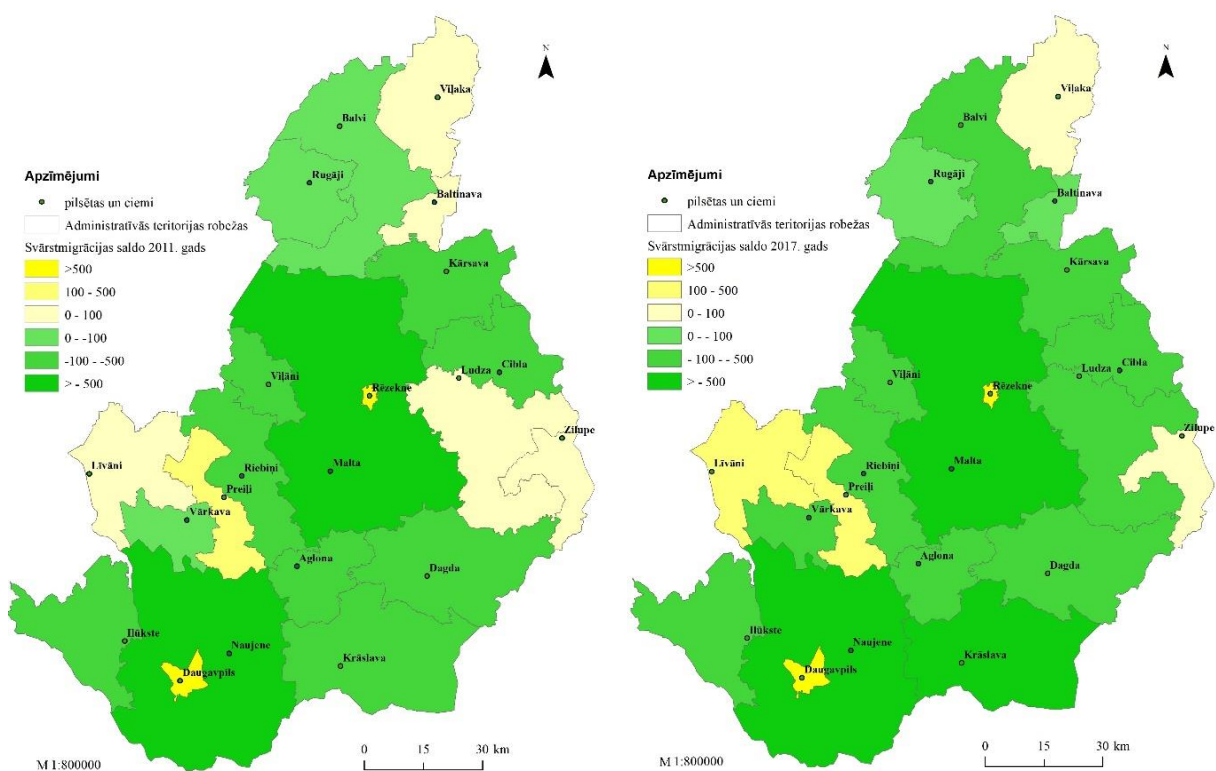 N
Viļaka
Balvi
Rugāji
Baltinava
Apzīmējumi
pilsētas un ciemi
Administratīvās teritorijas robežas
Svārstmigrācijas saldo 2011. gads
>500
100 - 500
0 - 100
0 - -100
-100 - -500
> - 500
Kārsava
Ludza
Cibla
Viļāni
Rēzekne
Zilupe
Līvāni
Riebiņi
Malta
Preiļi
Vārkava
Aglona
Dagda
Ilūkste
Naujene
Krāslava
Daugavpils
0 15 30 km
M 1:800000
N
Viļaka
Balvi
Rugāji
Baltinava
Apzīmējumi
pilsētas un ciemi
Administratīvās teritorijas robežas
Svārstmigrācijas saldo 2017. gads
>500
100 - 500
0 - 100
0 - - 100
- 100 - - 500
> - 500
Kārsava
Cibla
Ludza
Viļāni
Rēzekne
Zilupe
Līvāni
Riebiņi
Malta
Preiļi
Vārkava
Aglona
Dagda
Ilūkste
Naujene
Krāslava
Daugavpils
0 15 30 km
M 1:800000